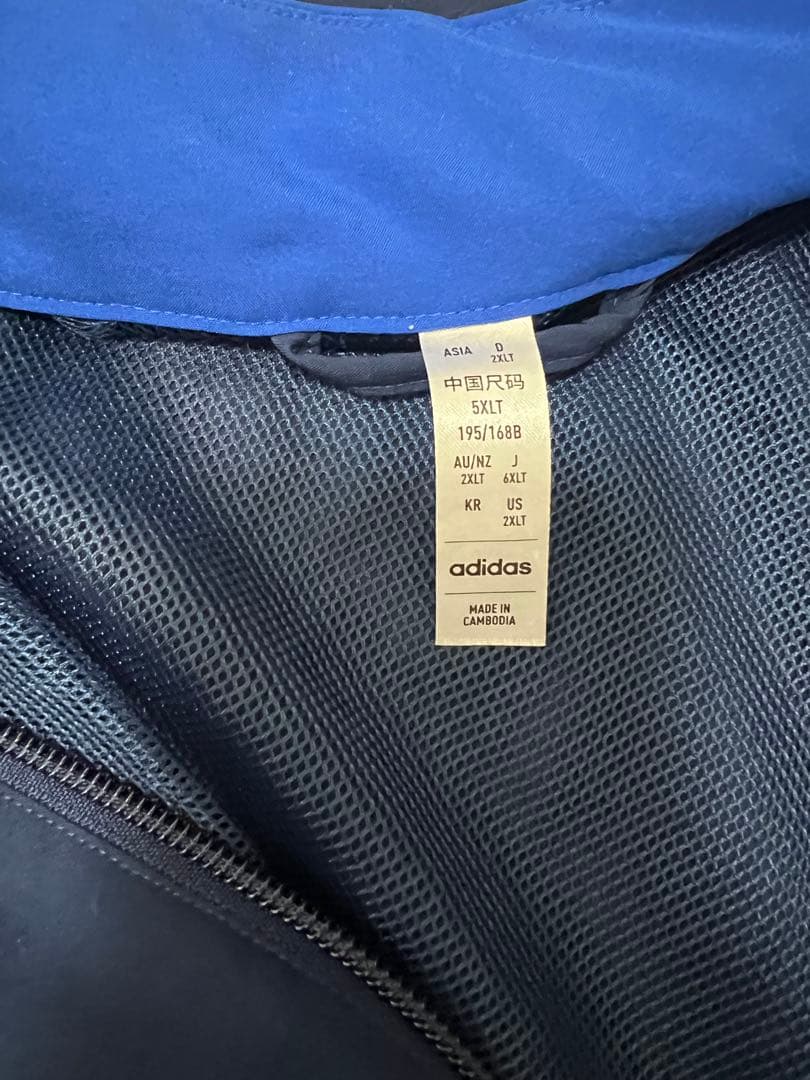 ASIA D
2XLT
中国尺码
5XLT
195/168B
AU/NZ J
2XLT 6XLT
KR US
2XLT
adidas
MADE IN
CAMBODIA